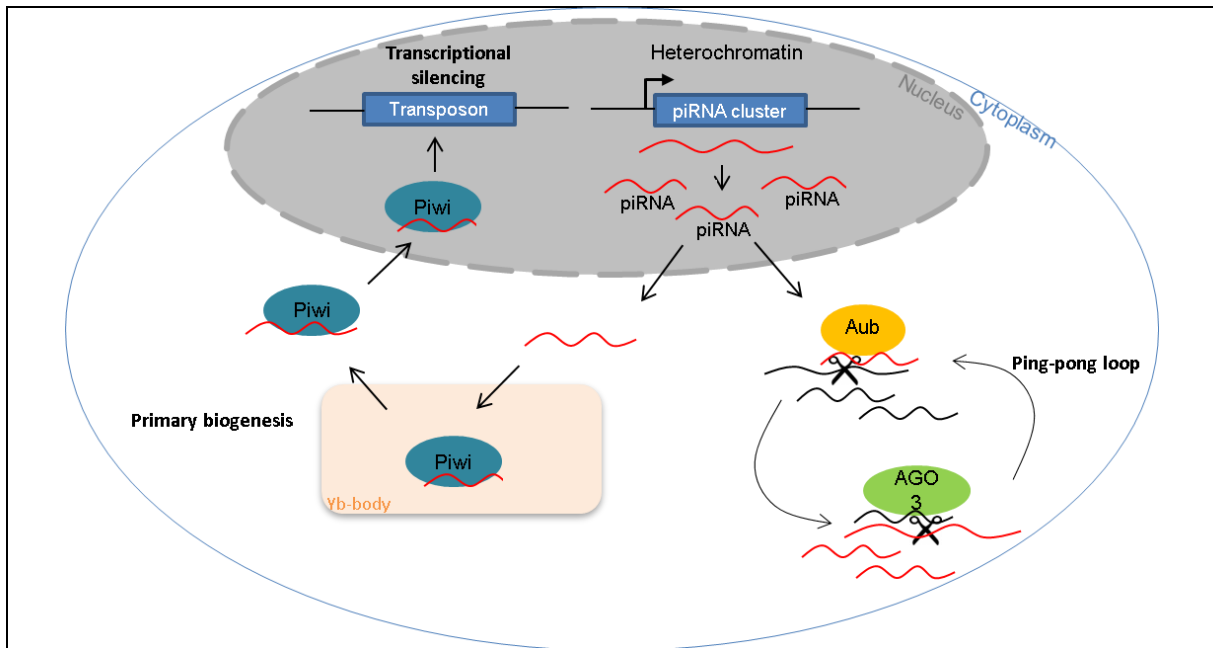 Transcriptional
silencing
Heterochromatin
Nucleus
Cytoplasm
Transposon
piRNA cluster
Piwi
piRNA
piRNA
piRNA
Piwi
Aub
Ping-pong loop
Primary biogenesis
Piwi
Yb-body
AGO
3